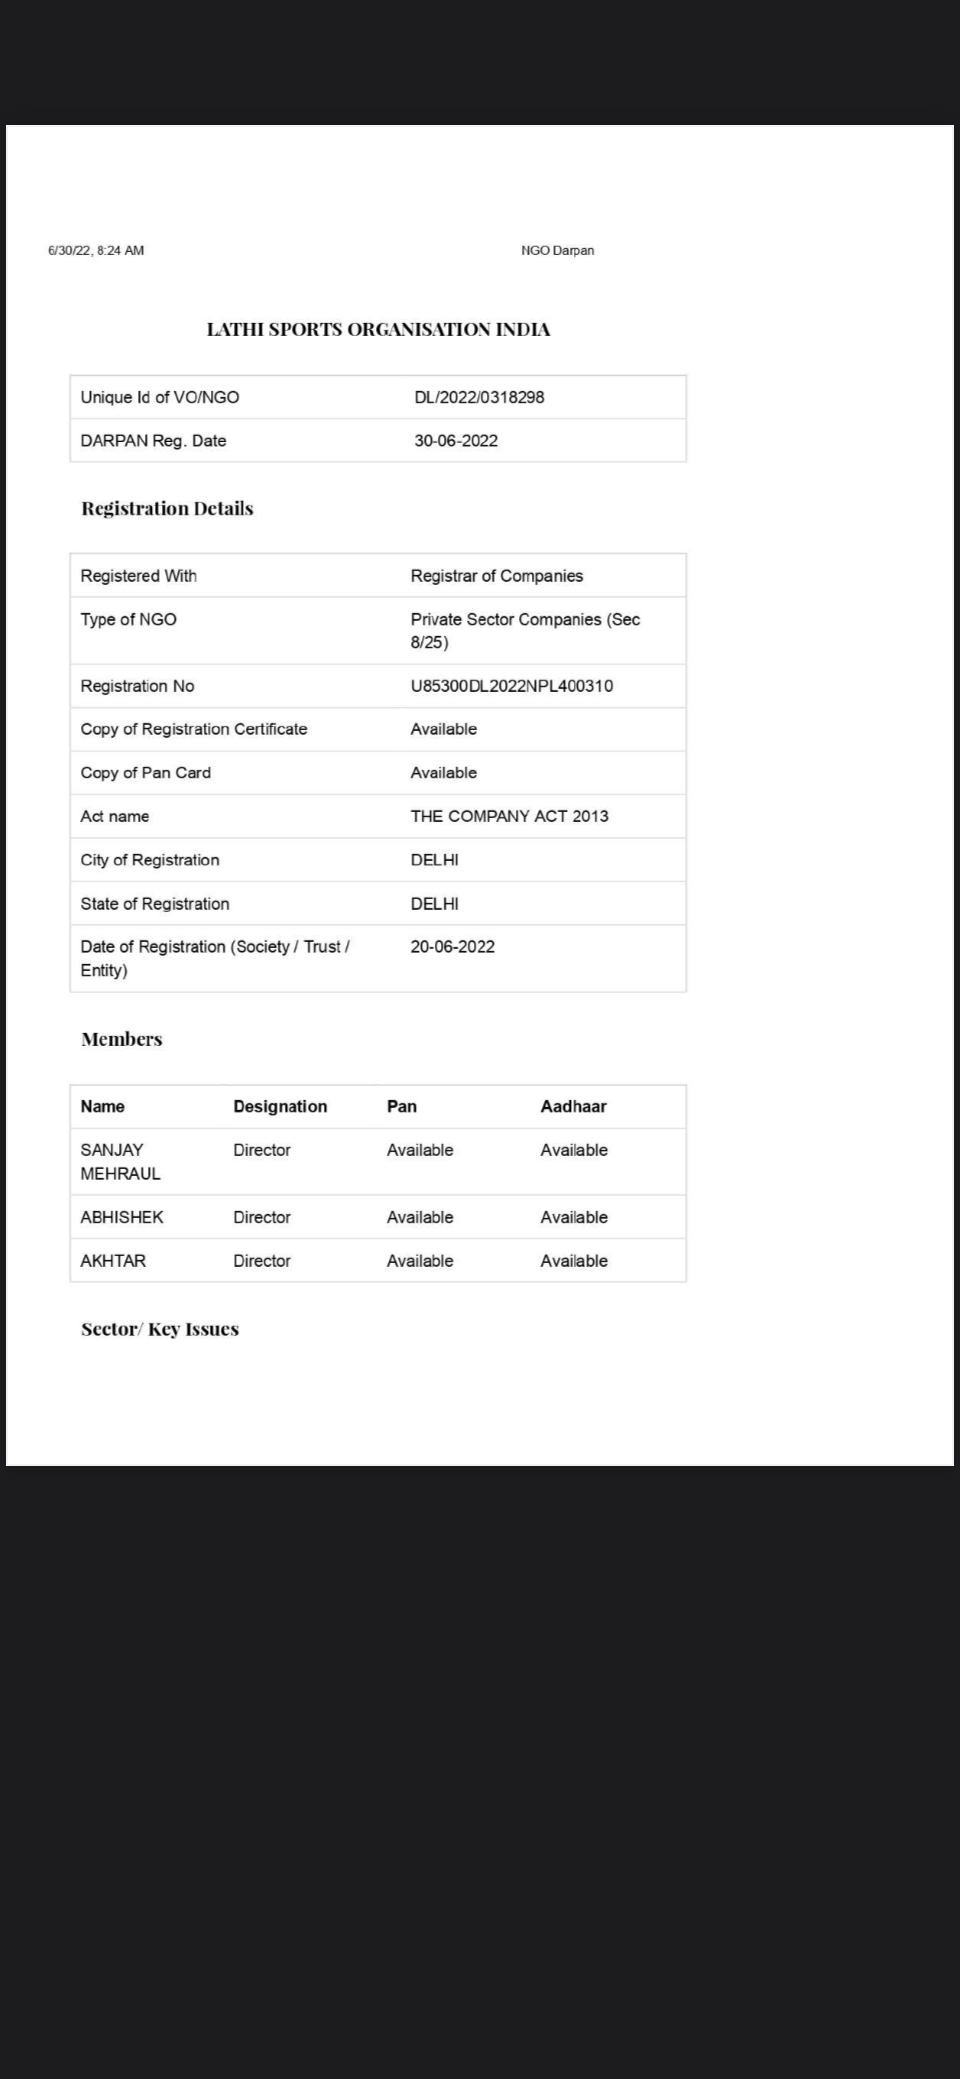 6/30/22, 8:24 AM NGO Darpan
LATHI SPORTS ORGANISATION INDIA
Unique Id of VO/NGO DL/2022/0318298
DARPAN Reg. Date 30-06-2022
Registration Details
Registered With Registrar of Companies
Type of NGO Private Sector Companies (Sec
8/25)
Registration No U85300DL2022NPL400310
Copy of Registration Certificate Available
Copy of Pan Card Available
Act name THE COMPANY ACT 2013
City of Registration DELHI
State of Registration DELHI
Date of Registration (Society / Trust / 20-06-2022
Entity)
Members
Name Designation Pan Aadhaar
SANJAY Director Available Available
MEHRAUL
ABHISHEK Director Available Available
AKHTAR Director Available Available
Sector/ Key Issues